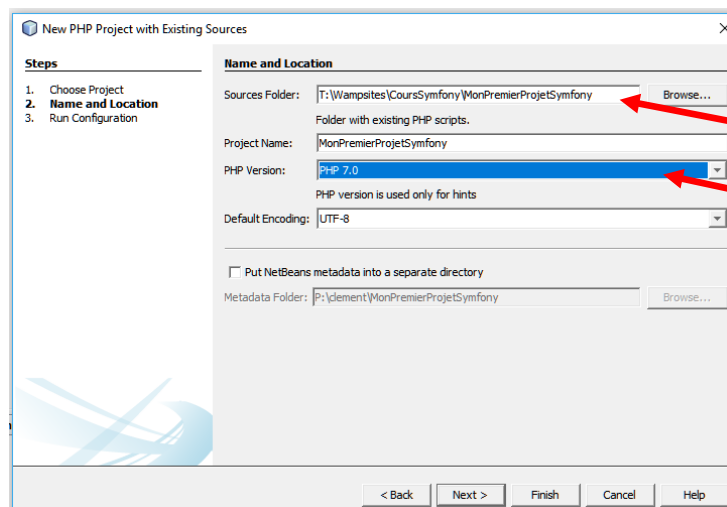 New PHP Project with Existing Sources
Steps
1. Choose Project
2. Name and Location
3. Run Configuration
Name and Location
Sources Folder: T:\Wampsites\CoursSymfony\MonPremierProjetSymfony Browse...
Folder with existing PHP scripts.
Project Name: MonPremierProjetSymfony
PHP Version: PHP 7.0
PHP version is used only for hints
Default Encoding: UTF-8
Put NetBeans metadata into a separate directory
Metadata Folder: P:\clement\MonPremierProjetSymfony Browse...
< Back Next > Finish Cancel Help